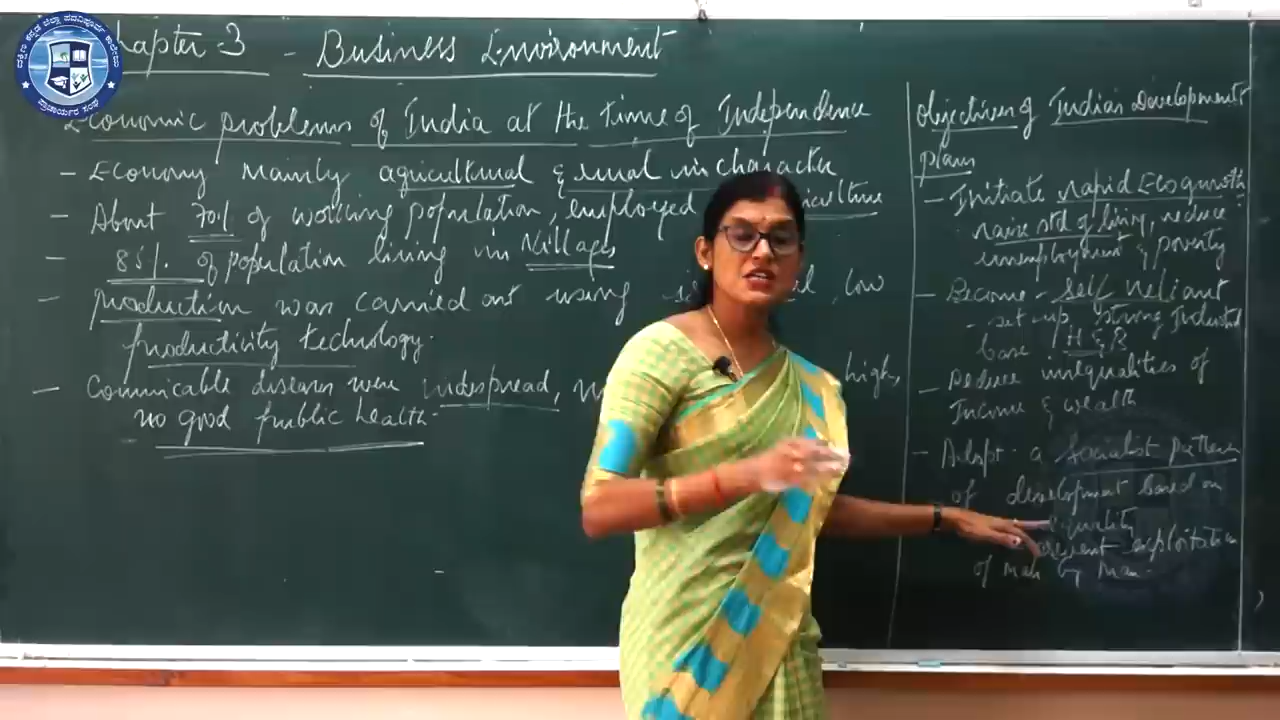 Chapter 3 - Business Environment
Economic problems of India at the time of Independence
- Economy Mainly agricultural & rural in character
- About 70% of working population, employed
- 85% of population living in Villages
- production was carried out using low
productivity technology.
- Commicable diseases were widespread, high,
no good public health
Objectives of Indian Development
plans
- Initiate rapid Eco growth
raise std of living, reduce
unemployment & poverty
- Become - Self Reliant
- set-up strong Industrial
base / H & B
- Reduce inequalities of
Income & wealth
- Adopt a Socialist pattern
of development based on
equality
prevent exploitation
of man by man.